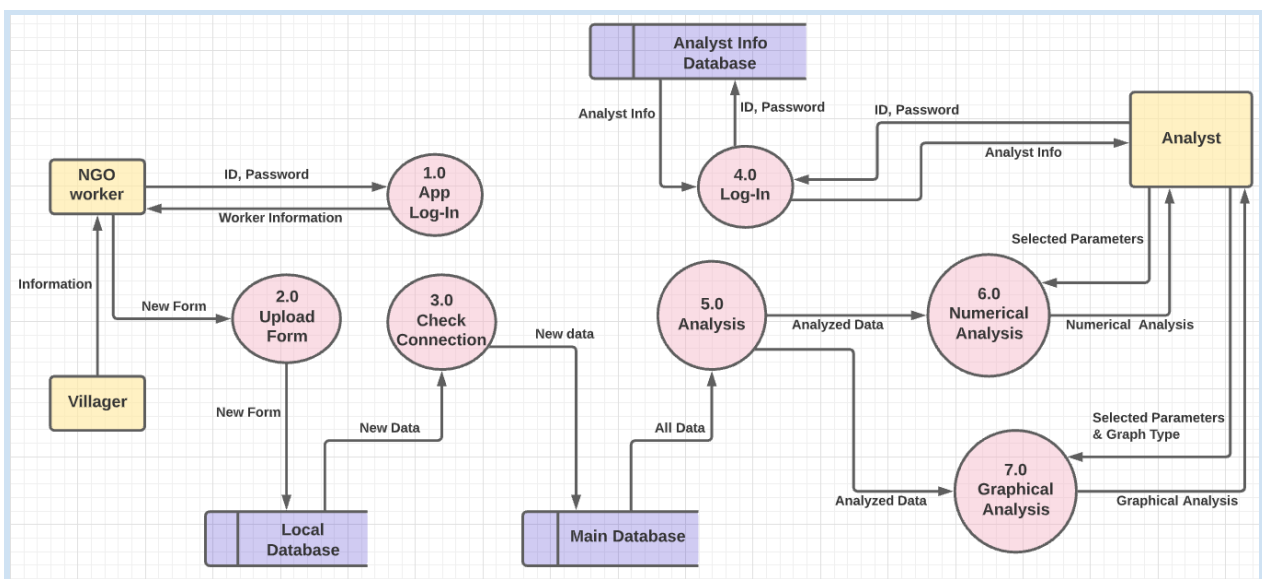 Analyst Info
Database
Analyst Info
ID, Password
ID, Password
Analyst
Analyst Info
4.0
Log-In
NGO
worker
ID, Password
Worker Information
1.0
App
Log-In
Information
New Form
2.0
Upload
Form
3.0
Check
Connection
New data
5.0
Analysis
Analyzed Data
6.0
Numerical
Analysis
Selected Parameters
Numerical Analysis
Villager
New Form
New Data
All Data
Selected Parameters
& Graph Type
7.0
Graphical
Analysis
Analyzed Data
Graphical Analysis
Local
Database
Main Database